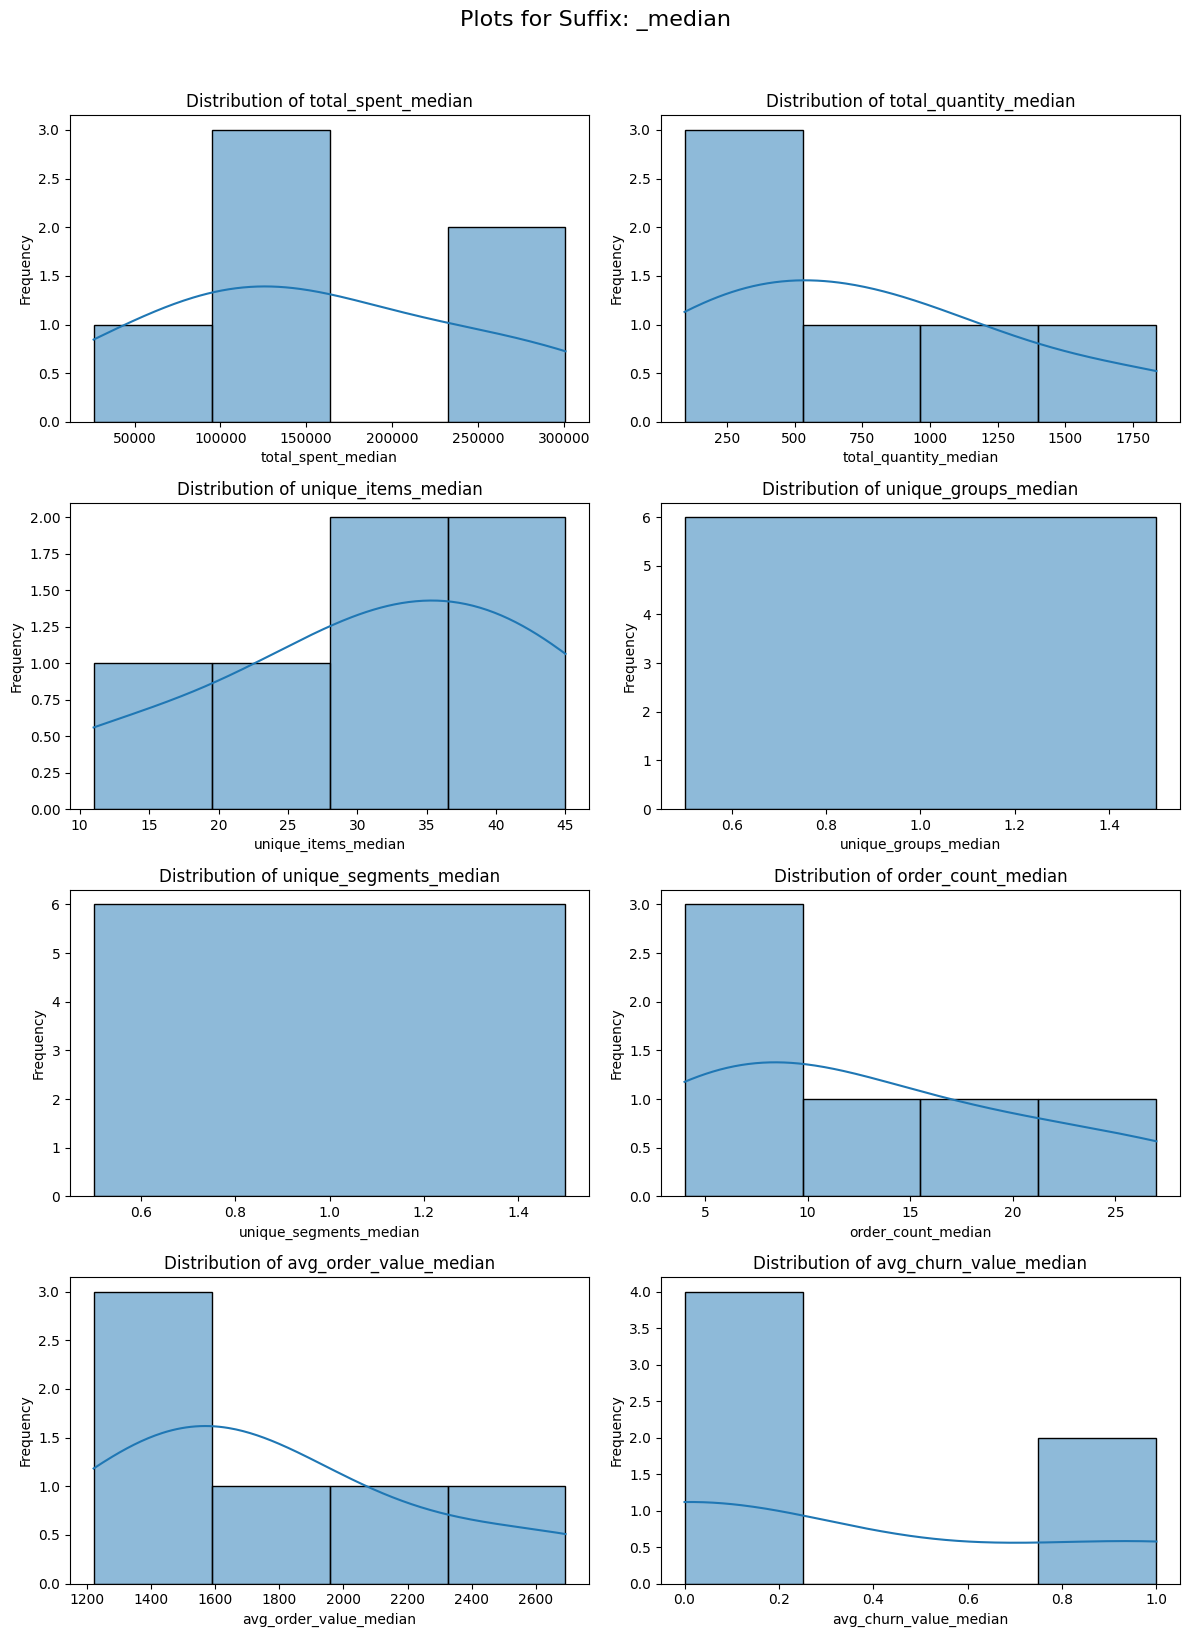 Plots for Suffix: _median
Distribution of total_spent_median
Frequency
3.0
2.5
2.0
1.5
1.0
0.5
0.0
50000 100000 150000 200000 250000 300000
total_spent_median
Distribution of total_quantity_median
Frequency
3.0
2.5
2.0
1.5
1.0
0.5
0.0
250 500 750 1000 1250 1500 1750
total_quantity_median
Distribution of unique_items_median
Frequency
2.00
1.75
1.50
1.25
1.00
0.75
0.50
0.25
0.00
10 15 20 25 30 35 40 45
unique_items_median
Distribution of unique_groups_median
Frequency
6
5
4
3
2
1
0
0.6 0.8 1.0 1.2 1.4
unique_groups_median
Distribution of unique_segments_median
Frequency
6
5
4
3
2
1
0
0.6 0.8 1.0 1.2 1.4
unique_segments_median
Distribution of order_count_median
Frequency
3.0
2.5
2.0
1.5
1.0
0.5
0.0
5 10 15 20 25
order_count_median
Distribution of avg_order_value_median
Frequency
3.0
2.5
2.0
1.5
1.0
0.5
0.0
1200 1400 1600 1800 2000 2200 2400 2600
avg_order_value_median
Distribution of avg_churn_value_median
Frequency
4.0
3.5
3.0
2.5
2.0
1.5
1.0
0.5
0.0
0.0 0.2 0.4 0.6 0.8 1.0
avg_churn_value_median